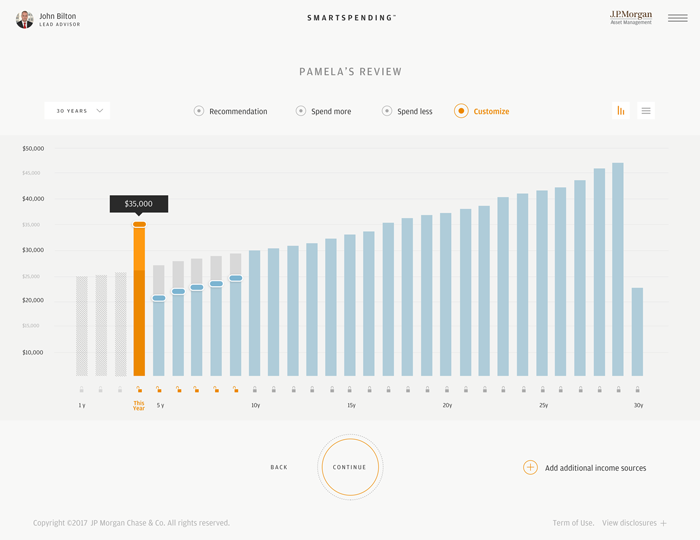 John Bilton
LEAD ADVISOR
SMARTSPENDING™
J.P.Morgan
Asset Management
PAMELA'S REVIEW
30 YEARS
Recommendation
Spend more
Spend less
Customize
$50,000
$45,000
$40,000
$35,000
$35,000
$30,000
$25,000
$20,000
$15,000
$10,000
1 y
This
Year
5 y
10y
15y
20y
25y
30y
BACK
CONTINUE
Add additional income sources
Copyright ©2017 JP Morgan Chase & Co. All rights reserved.
Term of Use.
View disclosures